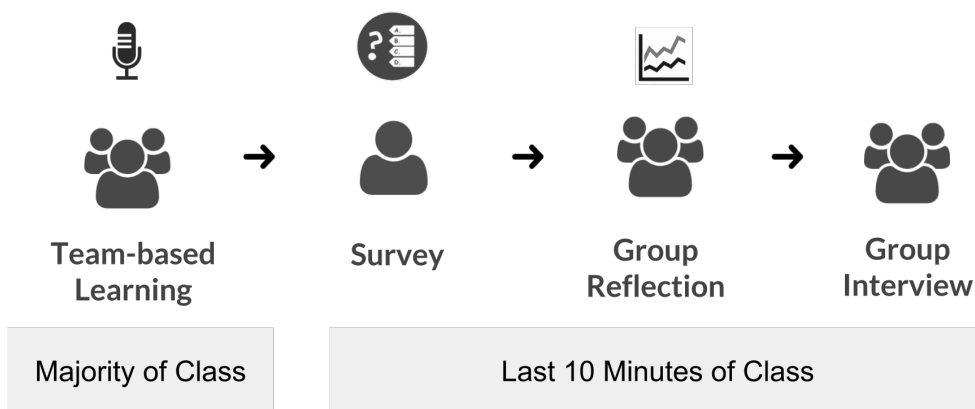 ?
A.
B.
C.
D.
Team-based
Learning
Survey
Group
Reflection
Group
Interview
Majority of Class
Last 10 Minutes of Class